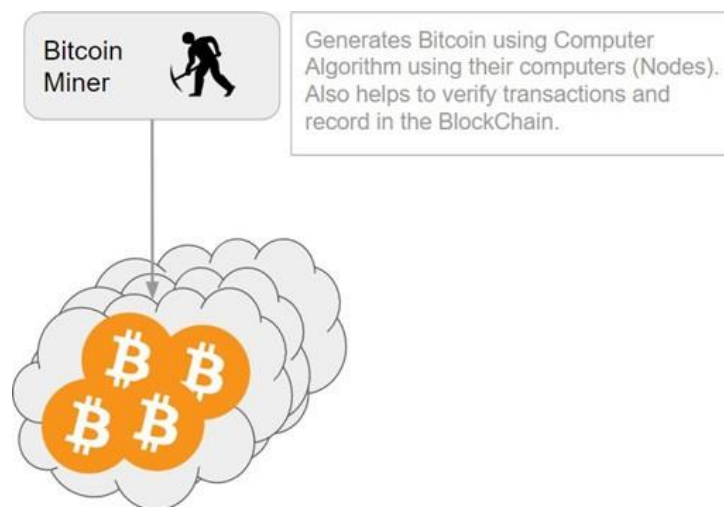 Bitcoin
Miner
Generates Bitcoin using Computer
Algorithm using their computers (Nodes).
Also helps to verify transactions and
record in the BlockChain.